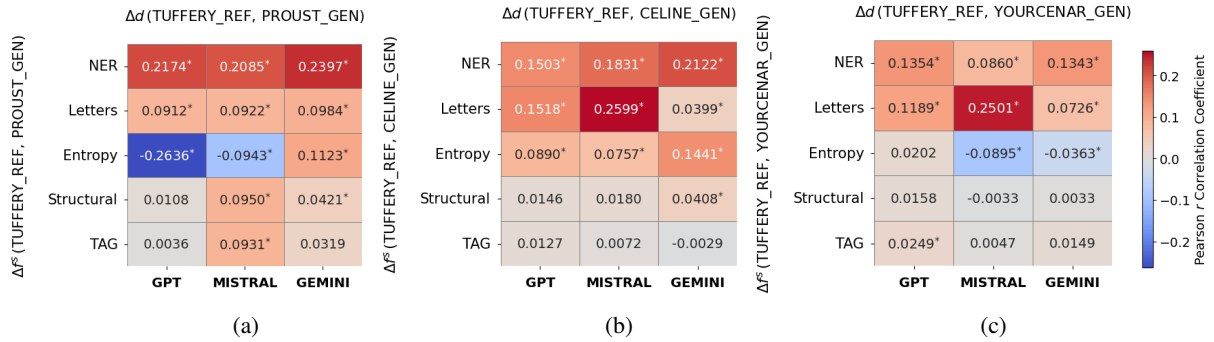 Δd (TUFFERY_REF, PROUST_GEN)
Δf^s (TUFFERY_REF, PROUST_GEN)
NER 0.2174* 0.2085* 0.2397*
Letters 0.0912* 0.0922* 0.0984*
Entropy -0.2636* -0.0943* 0.1123*
Structural 0.0108 0.0950* 0.0421*
TAG 0.0036 0.0931* 0.0319
GPT MISTRAL GEMINI
(a)
Δd (TUFFERY_REF, CELINE_GEN)
Δf^s (TUFFERY_REF, CELINE_GEN)
NER 0.1503* 0.1831* 0.2122*
Letters 0.1518* 0.2599* 0.0399*
Entropy 0.0890* 0.0757* 0.1441*
Structural 0.0146 0.0180 0.0408*
TAG 0.0127 0.0072 -0.0029
GPT MISTRAL GEMINI
(b)
Δd (TUFFERY_REF, YOURCENAR_GEN)
Δf^s (TUFFERY_REF, YOURCENAR_GEN)
NER 0.1354* 0.0860* 0.1343*
Letters 0.1189* 0.2501* 0.0726*
Entropy 0.0202 -0.0895* -0.0363*
Structural 0.0158 -0.0033 0.0033
TAG 0.0249* 0.0047 0.0149
GPT MISTRAL GEMINI
(c)
0.2
0.1
0.0
−0.1
−0.2
Pearson r Correlation Coefficient